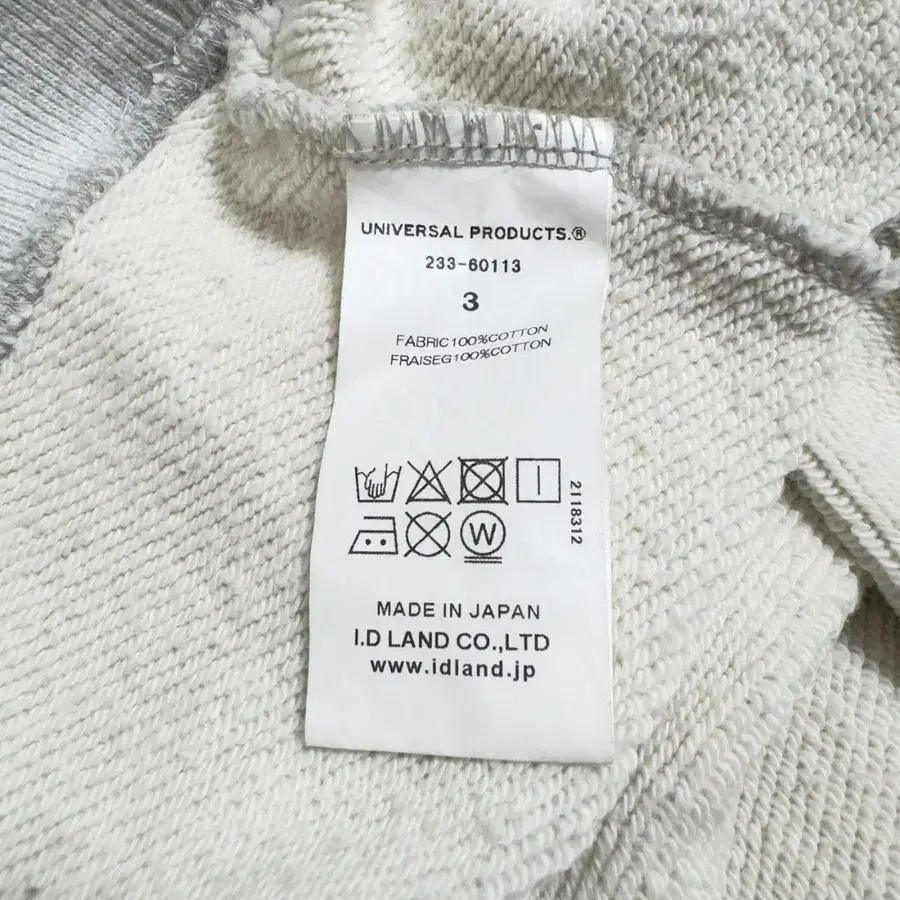 UNIVERSAL PRODUCTS.®
233-60113
3
FABRIC100%COTTON
FRAISEG100%COTTON
2118312
W
MADE IN JAPAN
I.D LAND CO.,LTD
www.idland.jp